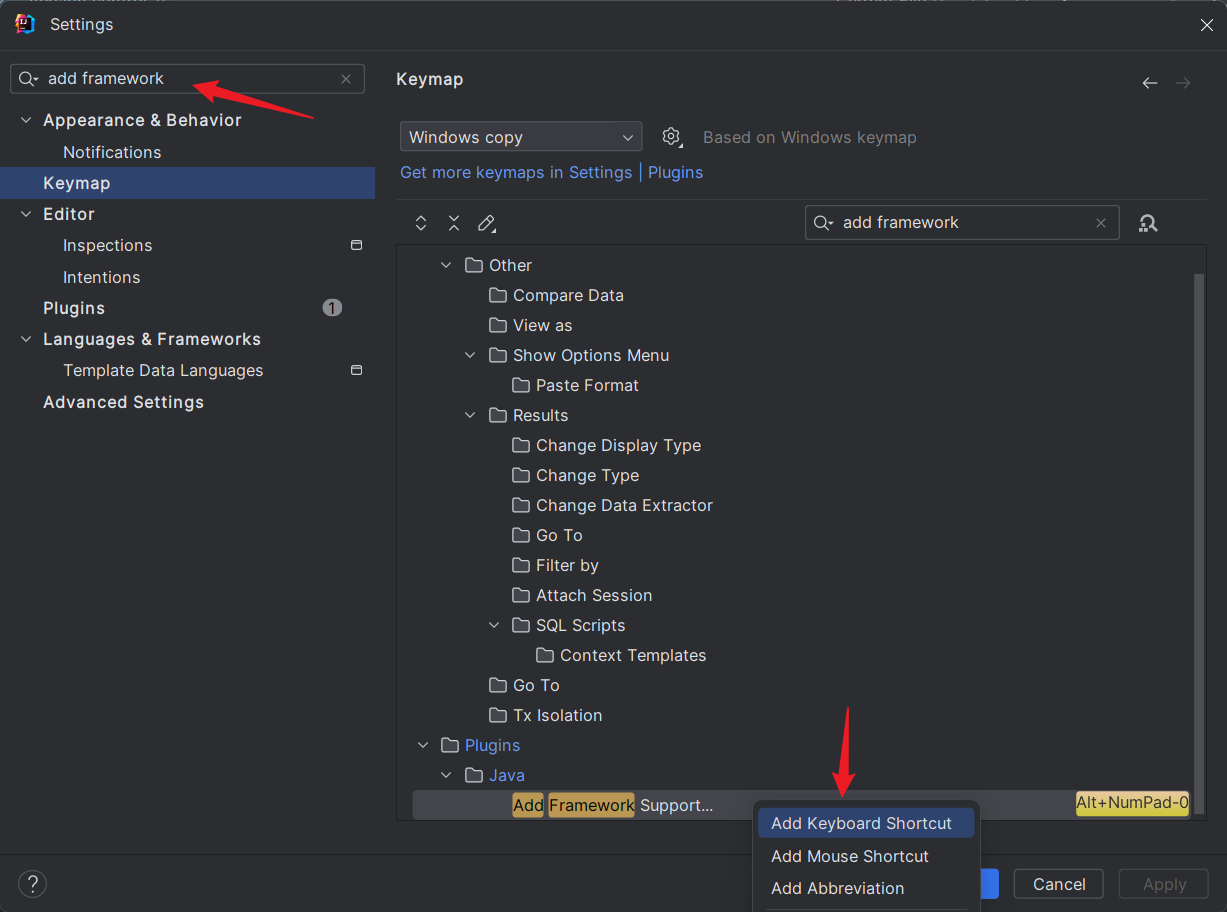 Settings
add framework
Appearance & Behavior
Notifications
Keymap
Editor
Inspections
Intentions
Plugins
1
Languages & Frameworks
Template Data Languages
Advanced Settings
Keymap
Windows copy
Based on Windows keymap
Get more keymaps in Settings | Plugins
add framework
Other
Compare Data
View as
Show Options Menu
Paste Format
Results
Change Display Type
Change Type
Change Data Extractor
Go To
Filter by
Attach Session
SQL Scripts
Context Templates
Go To
Tx Isolation
Plugins
Java
Add Framework Support...
Alt+NumPad-0
Add Keyboard Shortcut
Add Mouse Shortcut
Add Abbreviation
?
Cancel
Apply